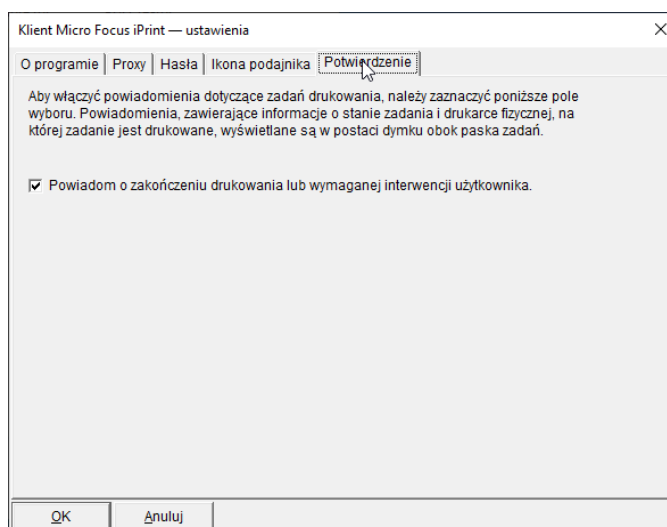 Klient Micro Focus iPrint — ustawienia
O programie Proxy Hasła Ikona podajnika Potwierdzenie
Aby włączyć powiadomienia dotyczące zadań drukowania, należy zaznaczyć poniższe pole
wyboru. Powiadomienia, zawierające informacje o stanie zadania i drukarce fizycznej, na
której zadanie jest drukowane, wyświetlane są w postaci dymku obok paska zadań.
Powiadom o zakończeniu drukowania lub wymaganej interwencji użytkownika.
OK Anuluj